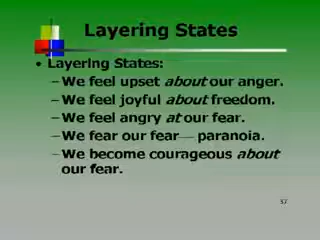 Layering States
• Layering States:
– We feel upset about our anger.
– We feel joyful about freedom.
– We feel angry at our fear.
– We fear our fear— paranoia.
– We become courageous about
our fear.
57